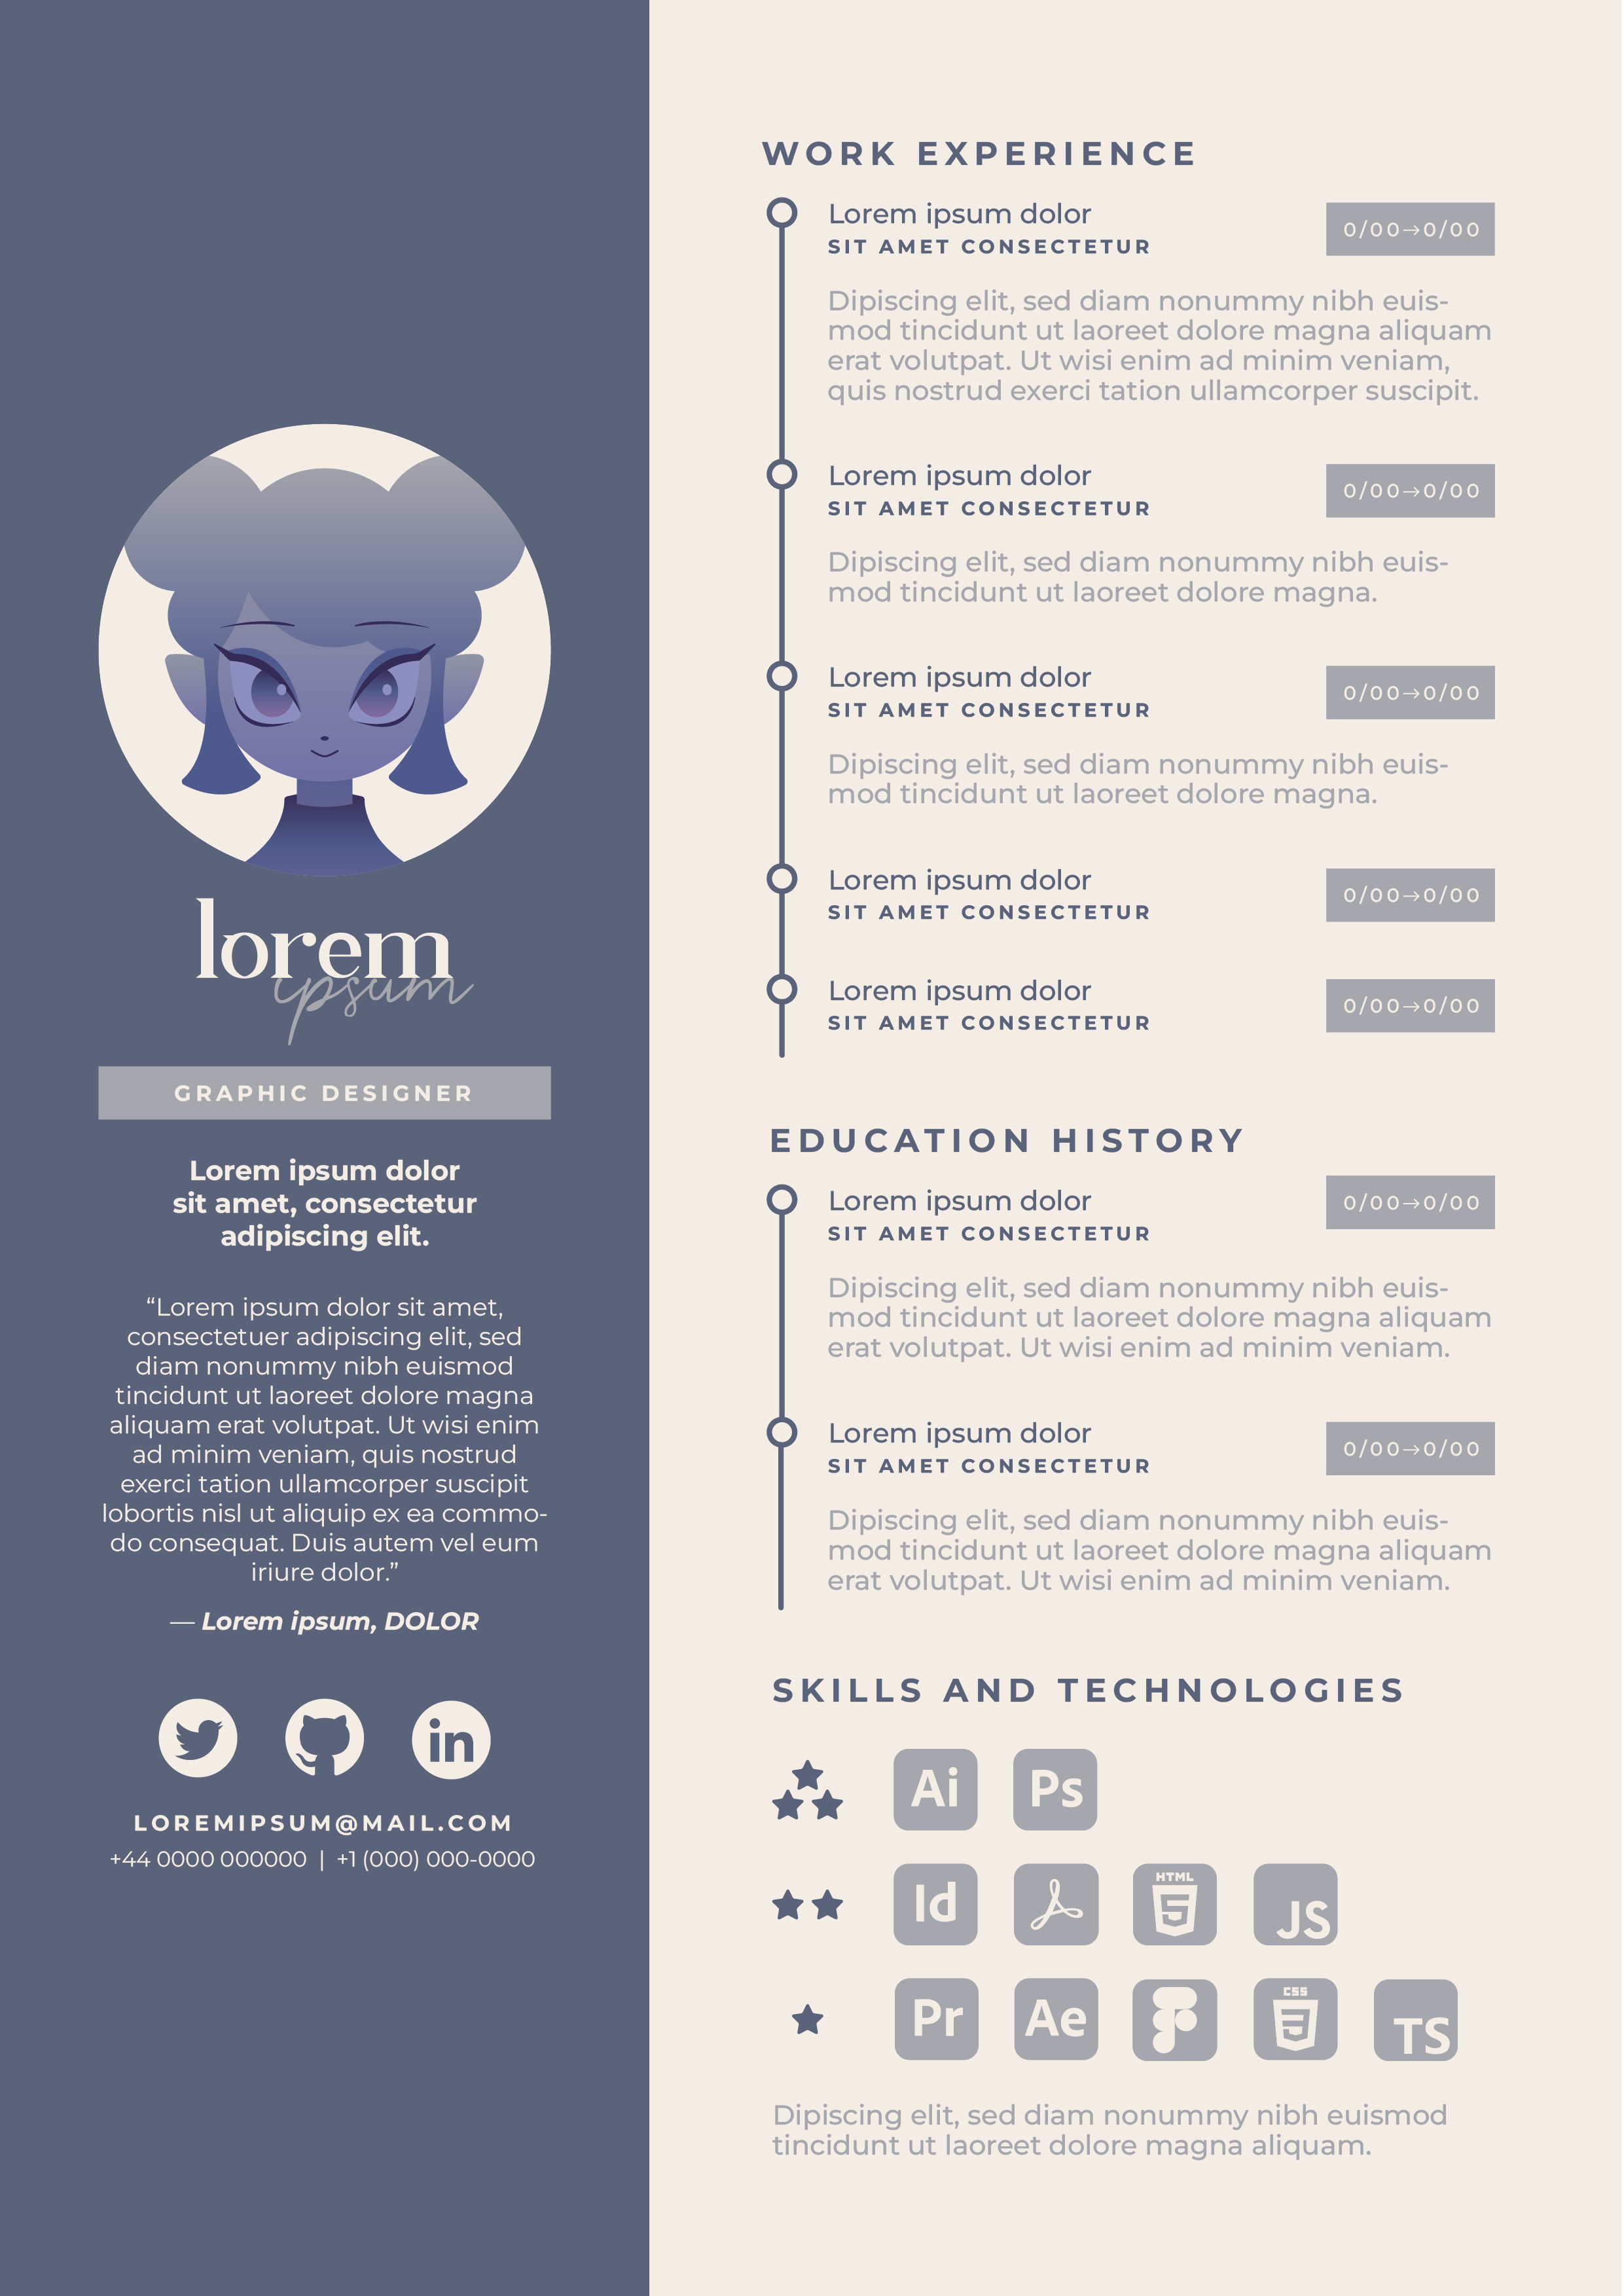 lorem
ipsum
GRAPHIC DESIGNER
Lorem ipsum dolor
sit amet, consectetur
adipiscing elit.
“Lorem ipsum dolor sit amet,
consectetuer adipiscing elit, sed
diam nonummy nibh euismod
tincidunt ut laoreet dolore magna
aliquam erat volutpat. Ut wisi enim
ad minim veniam, quis nostrud
exerci tation ullamcorper suscipit
lobortis nisl ut aliquip ex ea commo-
do consequat. Duis autem vel eum
iriure dolor.”
— Lorem ipsum, DOLOR
in
LOREMIPSUM@MAIL.COM
+44 0000 000000 | +1 (000) 000-0000
WORK EXPERIENCE
Lorem ipsum dolor
SIT AMET CONSECTETUR
0/00→0/00
Dipiscing elit, sed diam nonummy nibh euis-
mod tincidunt ut laoreet dolore magna aliquam
erat volutpat. Ut wisi enim ad minim veniam,
quis nostrud exerci tation ullamcorper suscipit.
Lorem ipsum dolor
SIT AMET CONSECTETUR
0/00→0/00
Dipiscing elit, sed diam nonummy nibh euis-
mod tincidunt ut laoreet dolore magna.
Lorem ipsum dolor
SIT AMET CONSECTETUR
0/00→0/00
Dipiscing elit, sed diam nonummy nibh euis-
mod tincidunt ut laoreet dolore magna.
Lorem ipsum dolor
SIT AMET CONSECTETUR
0/00→0/00
Lorem ipsum dolor
SIT AMET CONSECTETUR
0/00→0/00
EDUCATION HISTORY
Lorem ipsum dolor
SIT AMET CONSECTETUR
0/00→0/00
Dipiscing elit, sed diam nonummy nibh euis-
mod tincidunt ut laoreet dolore magna aliquam
erat volutpat. Ut wisi enim ad minim veniam.
Lorem ipsum dolor
SIT AMET CONSECTETUR
0/00→0/00
Dipiscing elit, sed diam nonummy nibh euis-
mod tincidunt ut laoreet dolore magna aliquam
erat volutpat. Ut wisi enim ad minim veniam.
SKILLS AND TECHNOLOGIES
Ai Ps
Id HTML 5 JS
Pr Ae CSS 3 TS
Dipiscing elit, sed diam nonummy nibh euismod
tincidunt ut laoreet dolore magna aliquam.